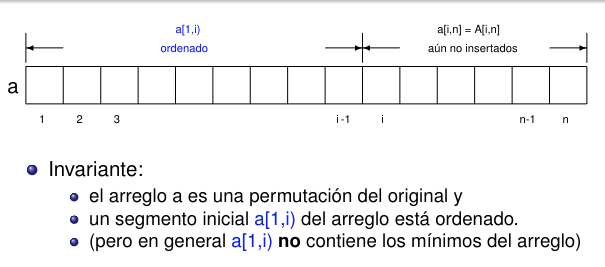 a[1,i) a[i,n] = A[i,n]
ordenado aún no insertados
a
1 2 3 i -1 i n-1 n
Invariante:
el arreglo a es una permutación del original y
un segmento inicial a[1,i) del arreglo está ordenado.
(pero en general a[1,i) no contiene los mínimos del arreglo)